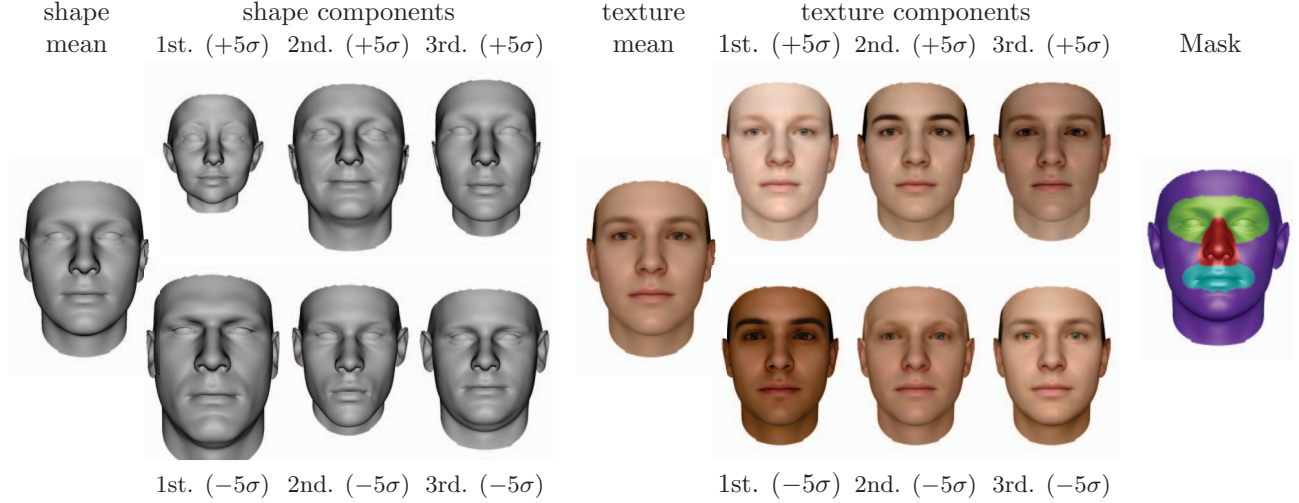 shape shape components texture texture components
mean 1st. (+5σ) 2nd. (+5σ) 3rd. (+5σ) mean 1st. (+5σ) 2nd. (+5σ) 3rd. (+5σ) Mask
1st. (−5σ) 2nd. (−5σ) 3rd. (−5σ) 1st. (−5σ) 2nd. (−5σ) 3rd. (−5σ)